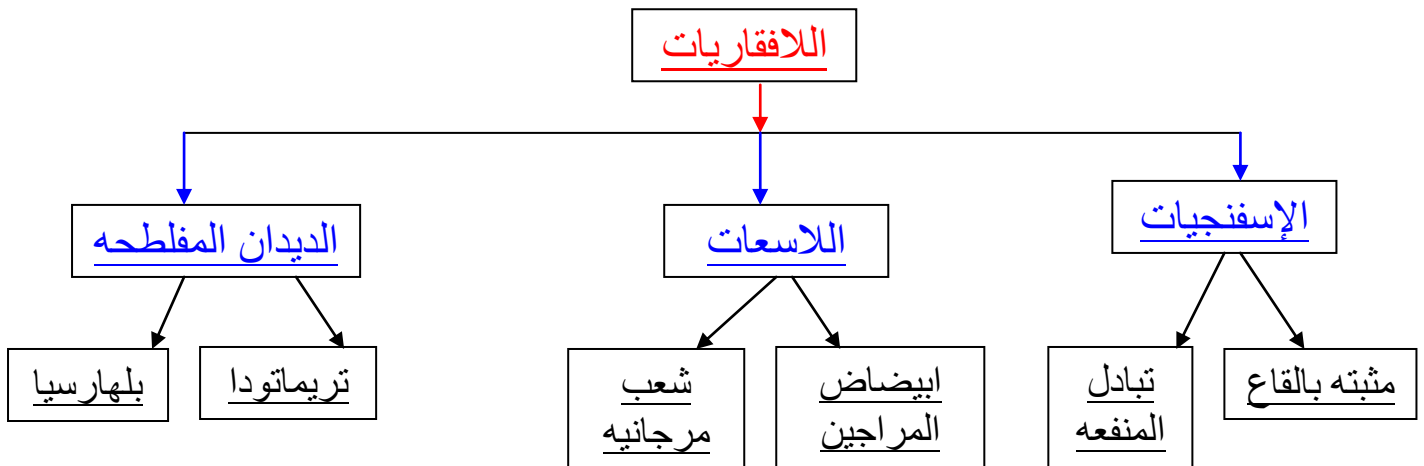 اللافقاريات
الإسفنجيات
اللاسعات
الديدان المفلطحه
مثبته بالقاع
تبادل
المنفعه
ابيضاض
المراجين
شعب
مرجانيه
تريماتودا
بلهارسيا